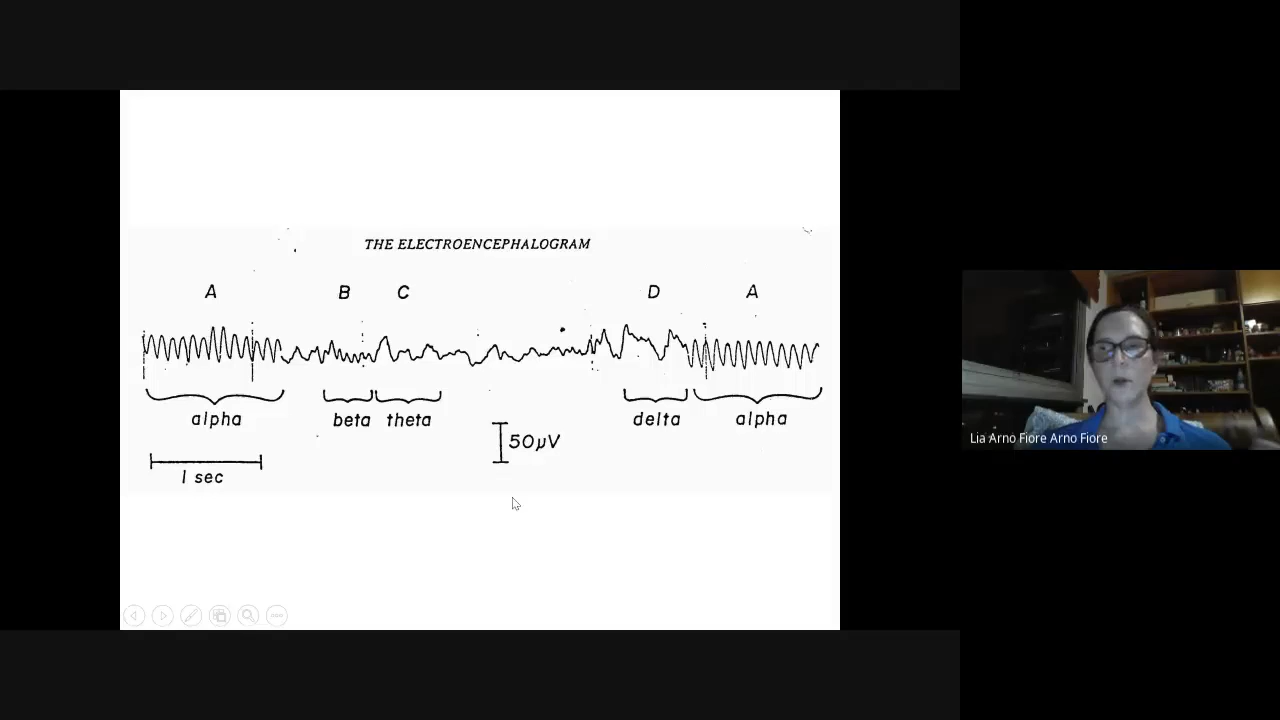 THE ELECTROENCEPHALOGRAM
A B C D A
alpha beta theta delta alpha
50μV
1 sec
Lia Arno Fiore Arno Fiore